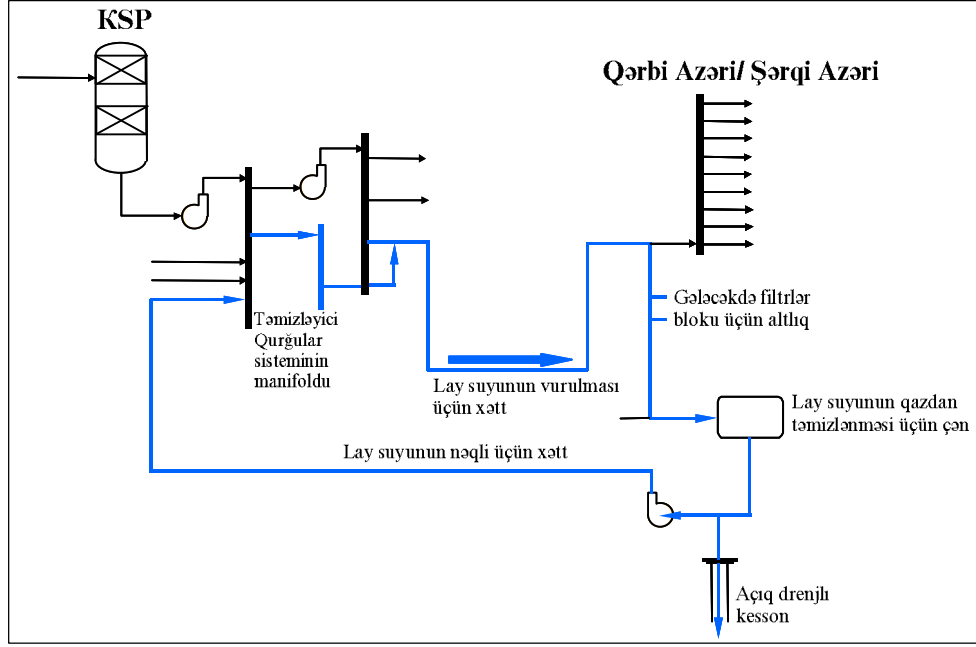 KSP
Qərbi Azəri/ Şərqi Azəri
Gələcəkdə filtrlər
bloku üçün altlıq
Təmizləyici
Qurğular
sisteminin
manifoldu
Lay suyunun vurulması
üçün xətt
Lay suyunun qazdan
təmizlənməsi üçün çən
Lay suyunun nəqli üçün xətt
Açıq drenjlı
kesson